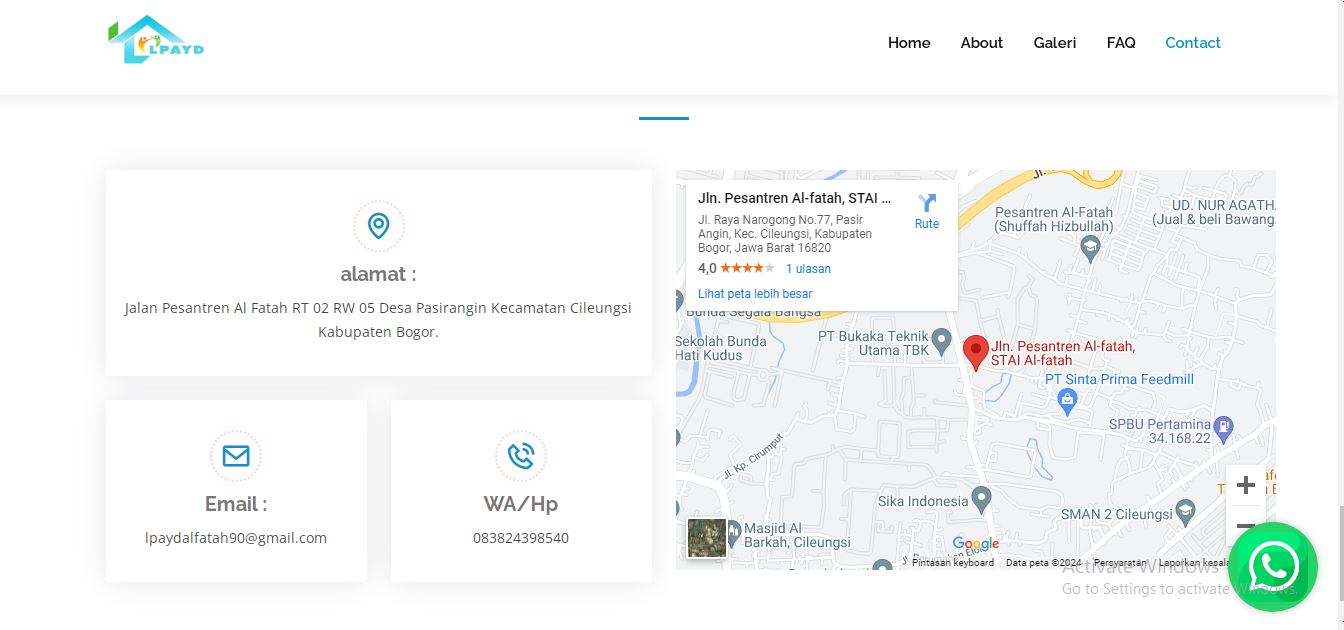 LPAYD
Home
About
Galeri
FAQ
Contact
alamat :
Jalan Pesantren Al Fatah RT 02 RW 05 Desa Pasirangin Kecamatan Cileungsi
Kabupaten Bogor.
Email :
lpaydalfatah90@gmail.com
WA/Hp
083824398540
Jln. Pesantren Al-fatah, STAI ...
Jl. Raya Narogong No.77, Pasir
Angin, Kec. Cileungsi, Kabupaten
Bogor, Jawa Barat 16820
4,0
1 ulasan
Lihat peta lebih besar
Rute
Pesantren Al-Fatah
(Shuffah Hizbullah)
UD. NUR AGATH
(Jual & beli Bawang
Bunda Segala Bangsa
Sekolah Bunda
Hati Kudus
PT Bukaka Teknik
Utama TBK
Jln. Pesantren Al-fatah,
STAI Al-fatah
PT Sinta Prima Feedmill
SPBU Pertamina
34.168.22
Jl. Kp. Cirumput
Sika Indonesia
SMAN 2 Cileungsi
Masjid Al
Barkah, Cileungsi
Google
Pintasan keyboard
Data peta ©2024
Persyaratan
Laporkan kesala
Activate Windows
Go to Settings to activate Windows.